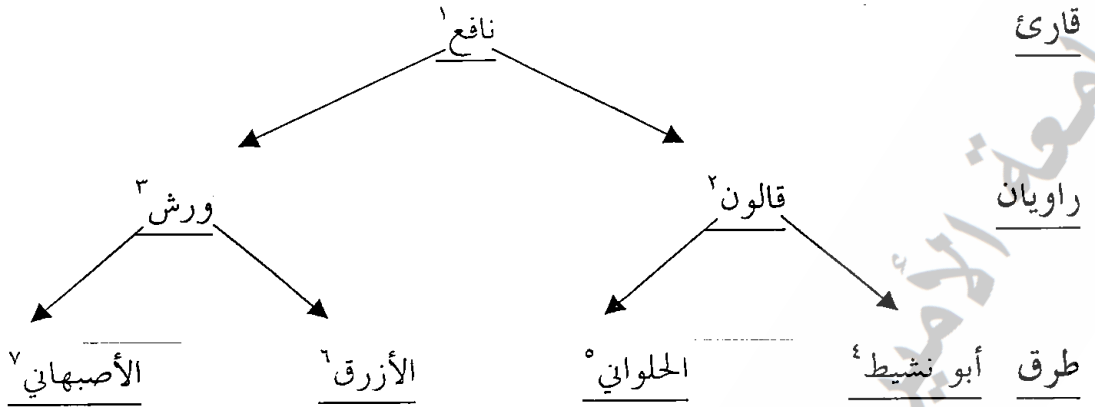 قارئ نافع١
راويان قالون٢ ورش٣
طرق أبو نشيط٤ الحلواني٥ الأزرق٦ الأصبهاني٧